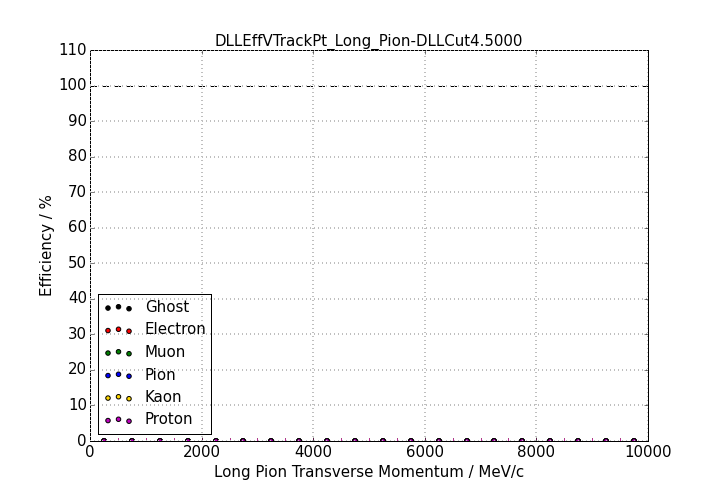 DLLEffVTrackPt_Long_Pion-DLLCut4.5000
110
100
90
80
70
60
50
40
30
20
10
0
Efficiency / %
Ghost
Electron
Muon
Pion
Kaon
Proton
0 2000 4000 6000 8000 10000
Long Pion Transverse Momentum / MeV/c